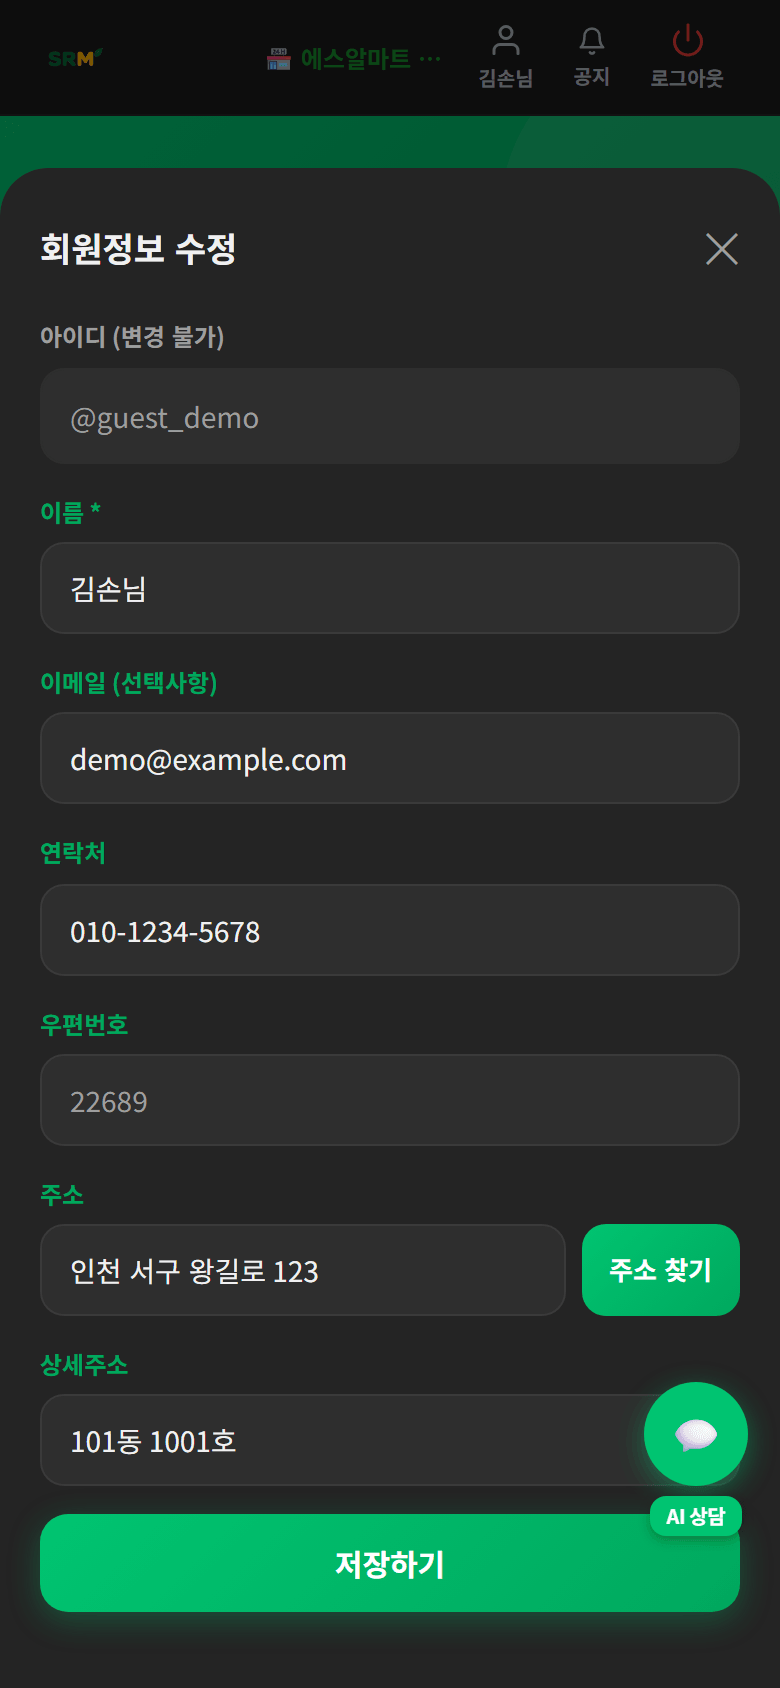 SRM
에스알마트 ...
김손님
공지
로그아웃
회원정보 수정
아이디 (변경 불가)
@guest_demo
이름 *
김손님
이메일 (선택사항)
demo@example.com
연락처
010-1234-5678
우편번호
22689
주소
인천 서구 왕길로 123
주소 찾기
상세주소
101동 1001호
AI 상담
저장하기